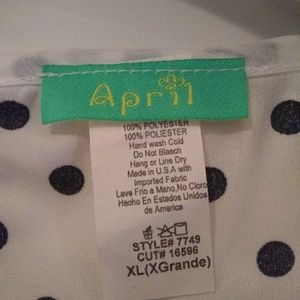 April
100% POLYESTER
100% POLIESTER
Hand wash Cold
Do Not Bleach
Hang or Line Dry
Made in U.S.A with
Imported Fabric
Lave Frio a Mano,No Cloro
Hecho En Estados Unidos
de America
STYLE# 7749
CUT# 16596
XL(XGrande)